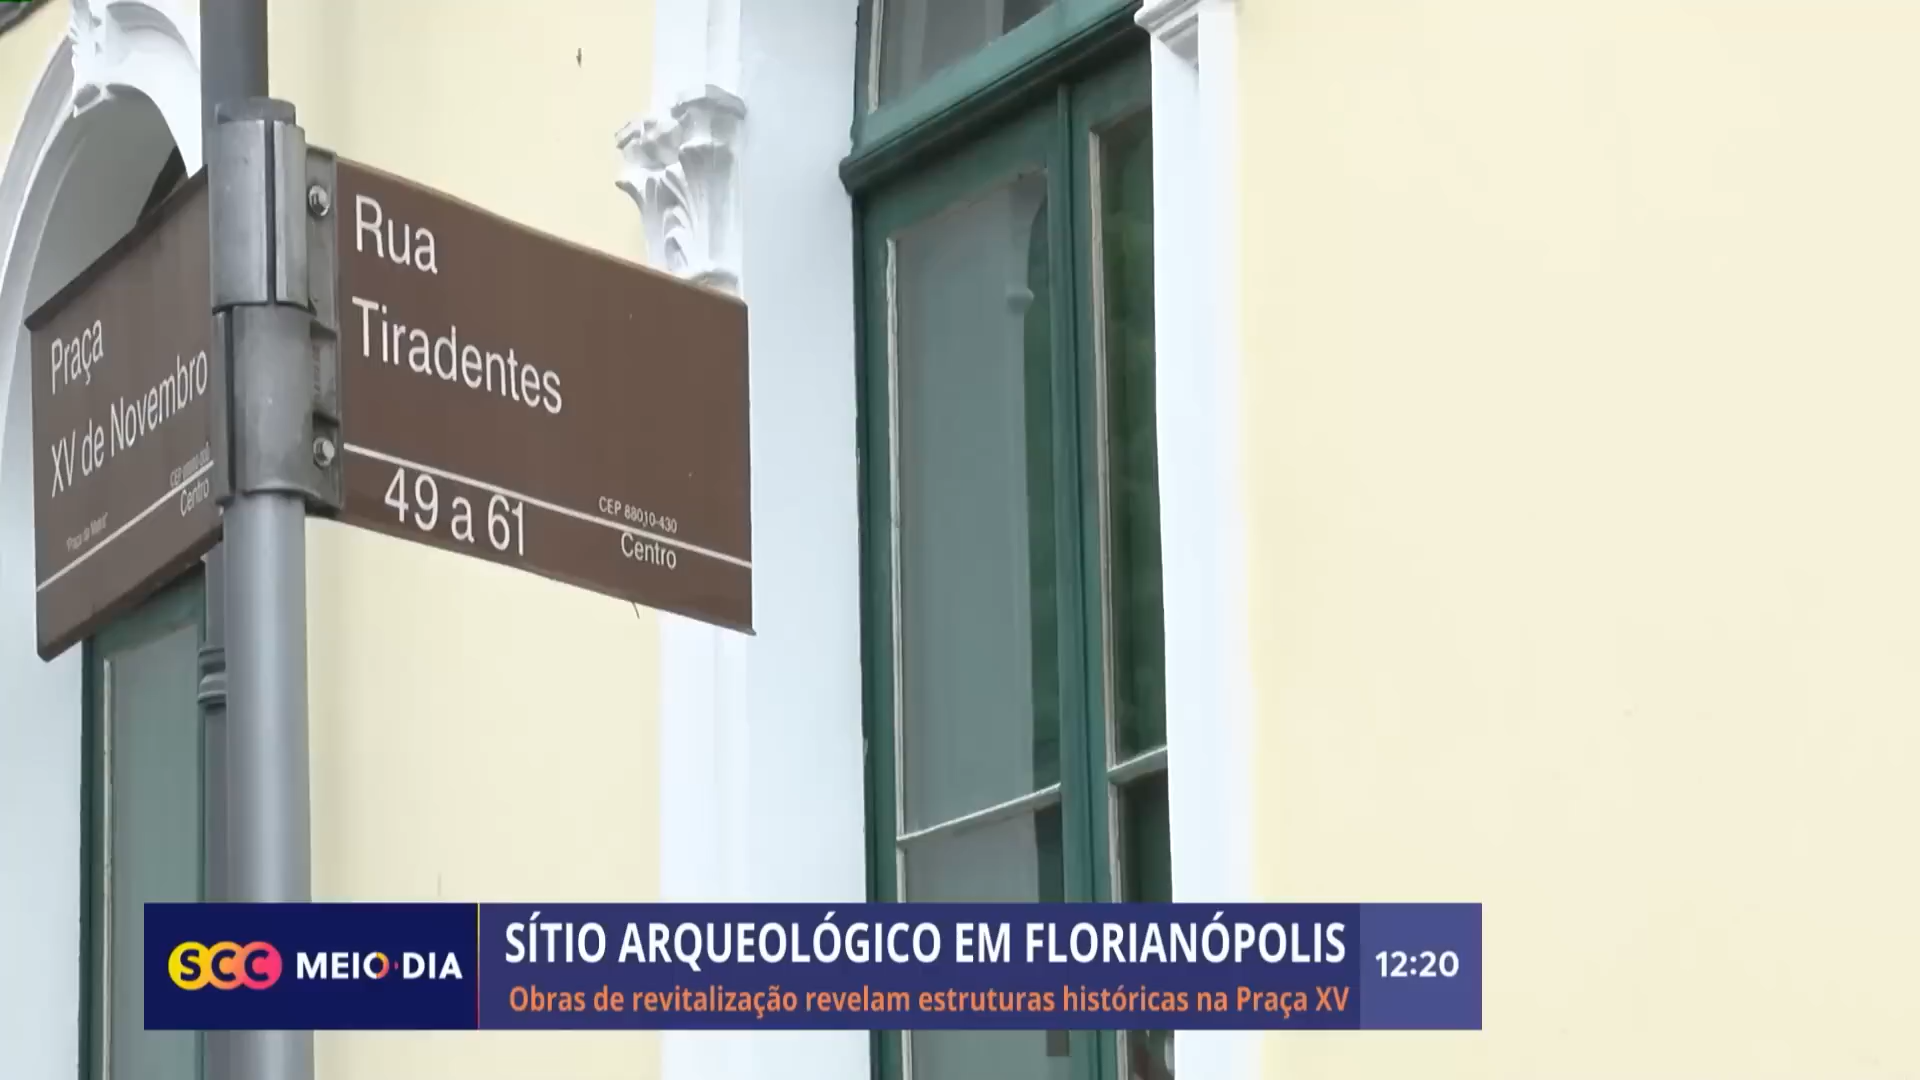 Praça
XV de Novembro
Centro
Rua
Tiradentes
49 a 61
CEP 88010-430
Centro
SCC MEIO-DIA
SÍTIO ARQUEOLÓGICO EM FLORIANÓPOLIS
Obras de revitalização revelam estruturas históricas na Praça XV
12:20